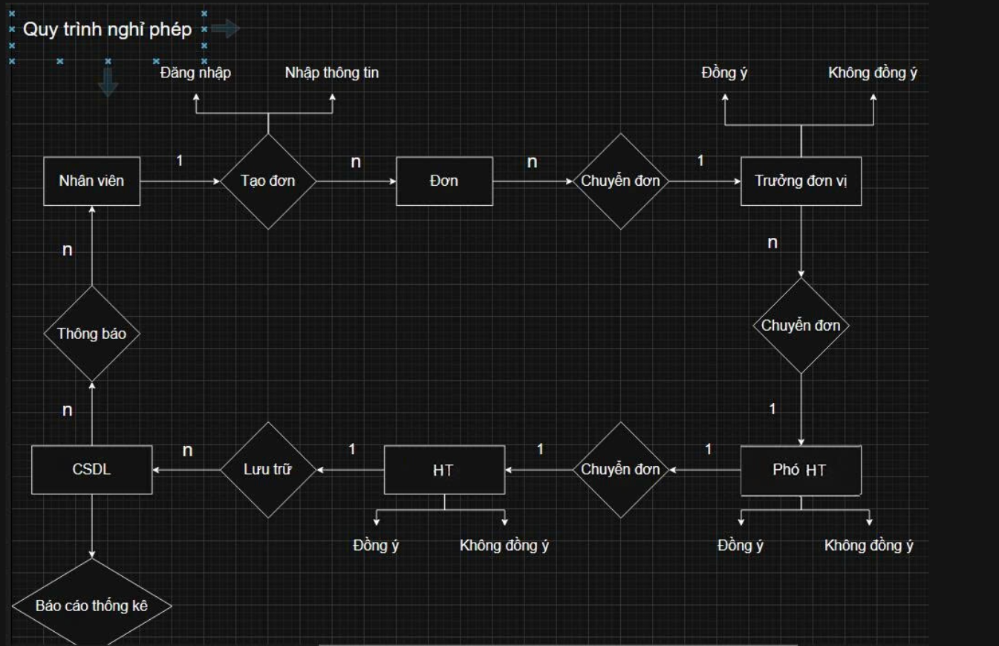 Quy trình nghỉ phép
Đăng nhập
Nhập thông tin
Đồng ý
Không đồng ý
Nhân viên
1
Tạo đơn
n
Đơn
n
Chuyển đơn
1
Trưởng đơn vị
n
n
Thông báo
Chuyển đơn
n
1
CSDL
n
Lưu trữ
1
HT
1
Chuyển đơn
1
Phó HT
Đồng ý
Không đồng ý
Đồng ý
Không đồng ý
Báo cáo thống kê